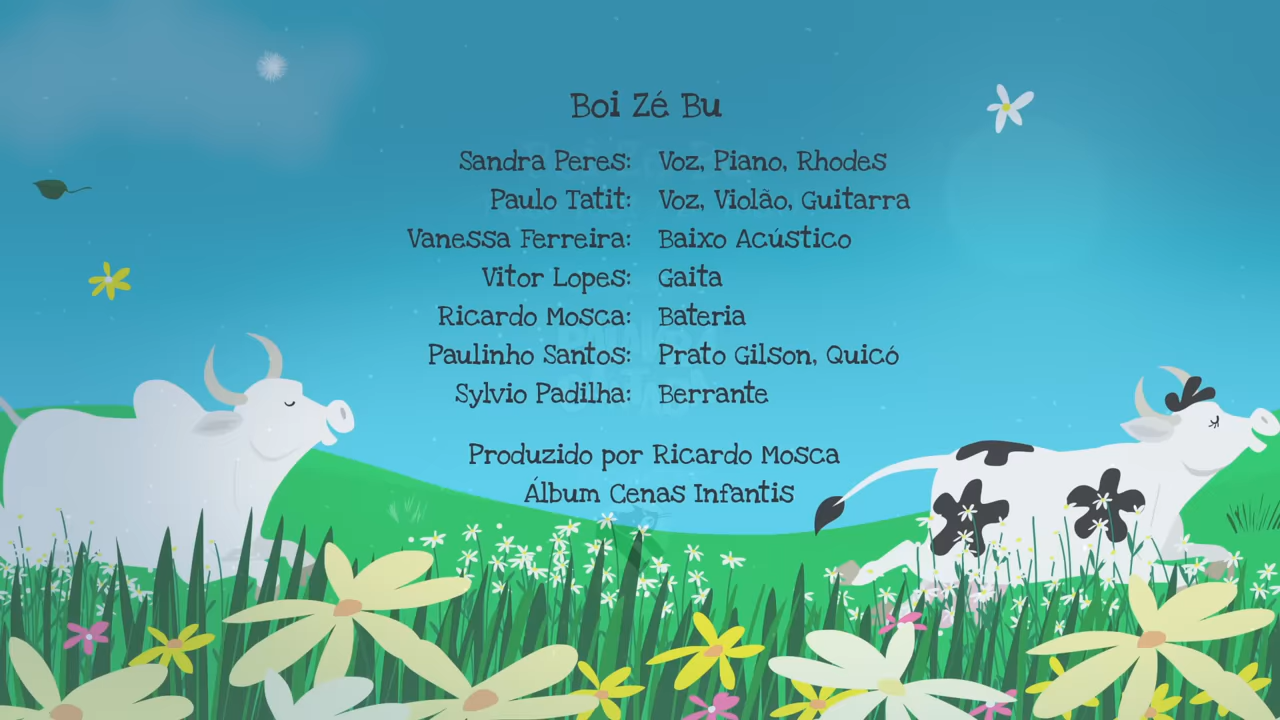 Boi Zé Bu
Sandra Peres: Voz, Piano, Rhodes
Paulo Tatit: Voz, Violão, Guitarra
Vanessa Ferreira: Baixo Acústico
Vitor Lopes: Gaita
Ricardo Mosca: Bateria
Paulinho Santos: Prato Gilson, Quicó
Sylvio Padilha: Berrante
Produzido por Ricardo Mosca
Álbum Cenas Infantis